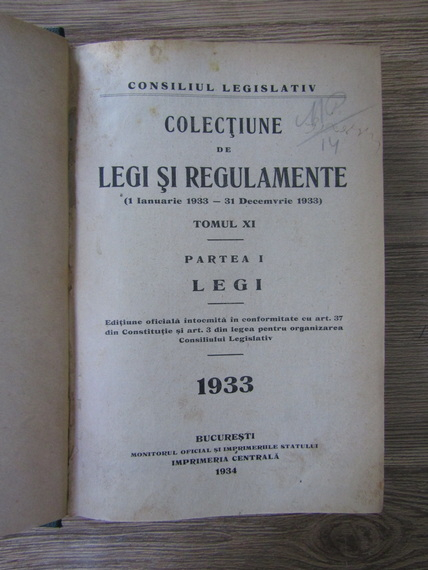 CONSILIUL LEGISLATIV
COLECŢIUNE
DE
LEGI ŞI REGULAMENTE
(1 Ianuarie 1933 — 31 Decemvrie 1933)
TOMUL XI
PARTEA I
LEGI
Ediţiune oficială întocmită în conformitate cu art. 37
din Constituţie şi art. 3 din legea pentru organizarea
Consiliului Legislativ
1933
BUCUREŞTI
MONITORUL OFICIAL ŞI IMPRIMERIILE STATULUI
IMPRIMERIA CENTRALĂ
1934
14